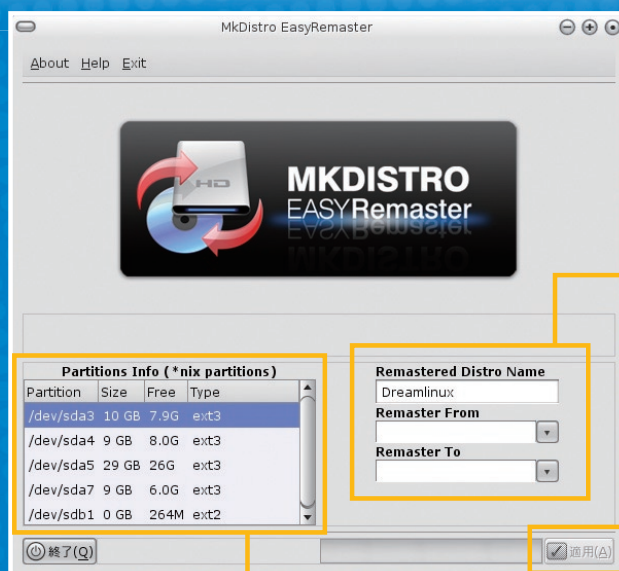 MkDistro EasyRemaster
About Help Exit
HD
MKDISTRO
EASYRemaster
Partitions Info (*nix partitions)
Partition Size Free Type
/dev/sda3 10 GB 7.9G ext3
/dev/sda4 9 GB 8.0G ext3
/dev/sda5 29 GB 26G ext3
/dev/sda7 9 GB 6.0G ext3
/dev/sdb1 0 GB 264M ext2
Remastered Distro Name
Dreamlinux
Remaster From
Remaster To
終了(Q)
適用(A)